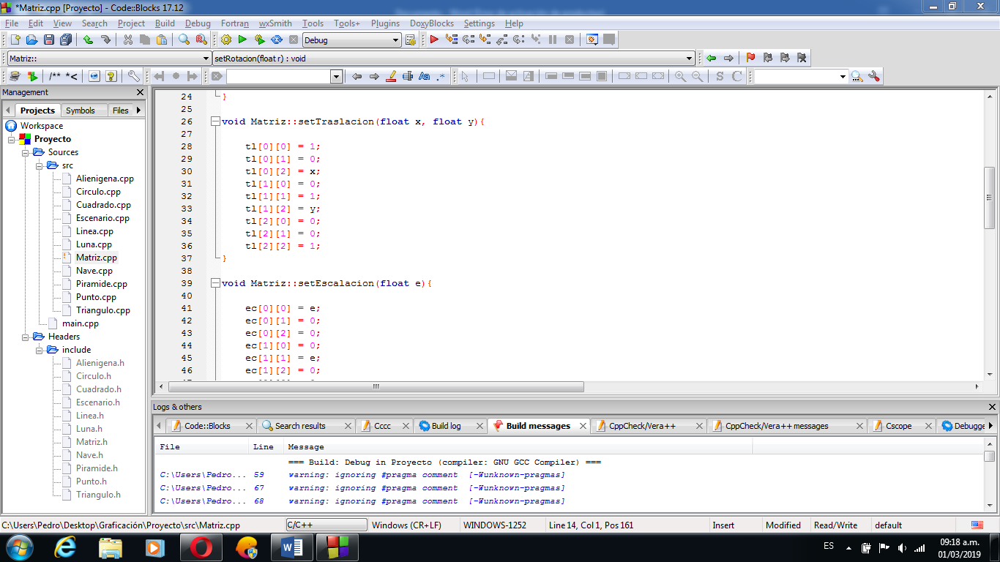 *Matriz.cpp [Proyecto] - Code::Blocks 17.12
File Edit View Search Project Build Debug Fortran wxSmith Tools Tools+ Plugins DoxyBlocks Settings Help
Debug
Matriz:: setRotacion(float r) : void
/** *< Aa .* S C
Management
Projects Symbols Files
Workspace
Proyecto
Sources
src
Alienigena.cpp
Circulo.cpp
Cuadrado.cpp
Escenario.cpp
Linea.cpp
Luna.cpp
Matriz.cpp
Nave.cpp
Piramide.cpp
Punto.cpp
Triangulo.cpp
main.cpp
Headers
include
Alienigena.h
Circulo.h
Cuadrado.h
Escenario.h
Linea.h
Luna.h
Matriz.h
Nave.h
Piramide.h
Punto.h
Triangulo.h
24 }
25
26 void Matriz::setTraslacion(float x, float y){
27
28 tl[0][0] = 1;
29 tl[0][1] = 0;
30 tl[0][2] = x;
31 tl[1][0] = 0;
32 tl[1][1] = 1;
33 tl[1][2] = y;
34 tl[2][0] = 0;
35 tl[2][1] = 0;
36 tl[2][2] = 1;
37 }
38
39 void Matriz::setEscalacion(float e){
40
41 ec[0][0] = e;
42 ec[0][1] = 0;
43 ec[0][2] = 0;
44 ec[1][0] = 0;
45 ec[1][1] = e;
46 ec[1][2] = 0;
Logs & others
Code::Blocks Search results Cccc Build log Build messages CppCheck/Vera++ CppCheck/Vera++ messages Cscope Debugge
File Line Message
=== Build: Debug in Proyecto (compiler: GNU GCC Compiler) ===
C:\Users\Pedro... 59 warning: ignoring #pragma comment [-Wunknown-pragmas]
C:\Users\Pedro... 67 warning: ignoring #pragma comment [-Wunknown-pragmas]
C:\Users\Pedro... 68 warning: ignoring #pragma comment [-Wunknown-pragmas]
C:\Users\Pedro\Desktop\Graficación\Proyecto\src\Matriz.cpp C/C++ Windows (CR+LF) WINDOWS-1252 Line 14, Col 1, Pos 161 Insert Modified Read/Write default
ES 09:18 a.m.
01/03/2019